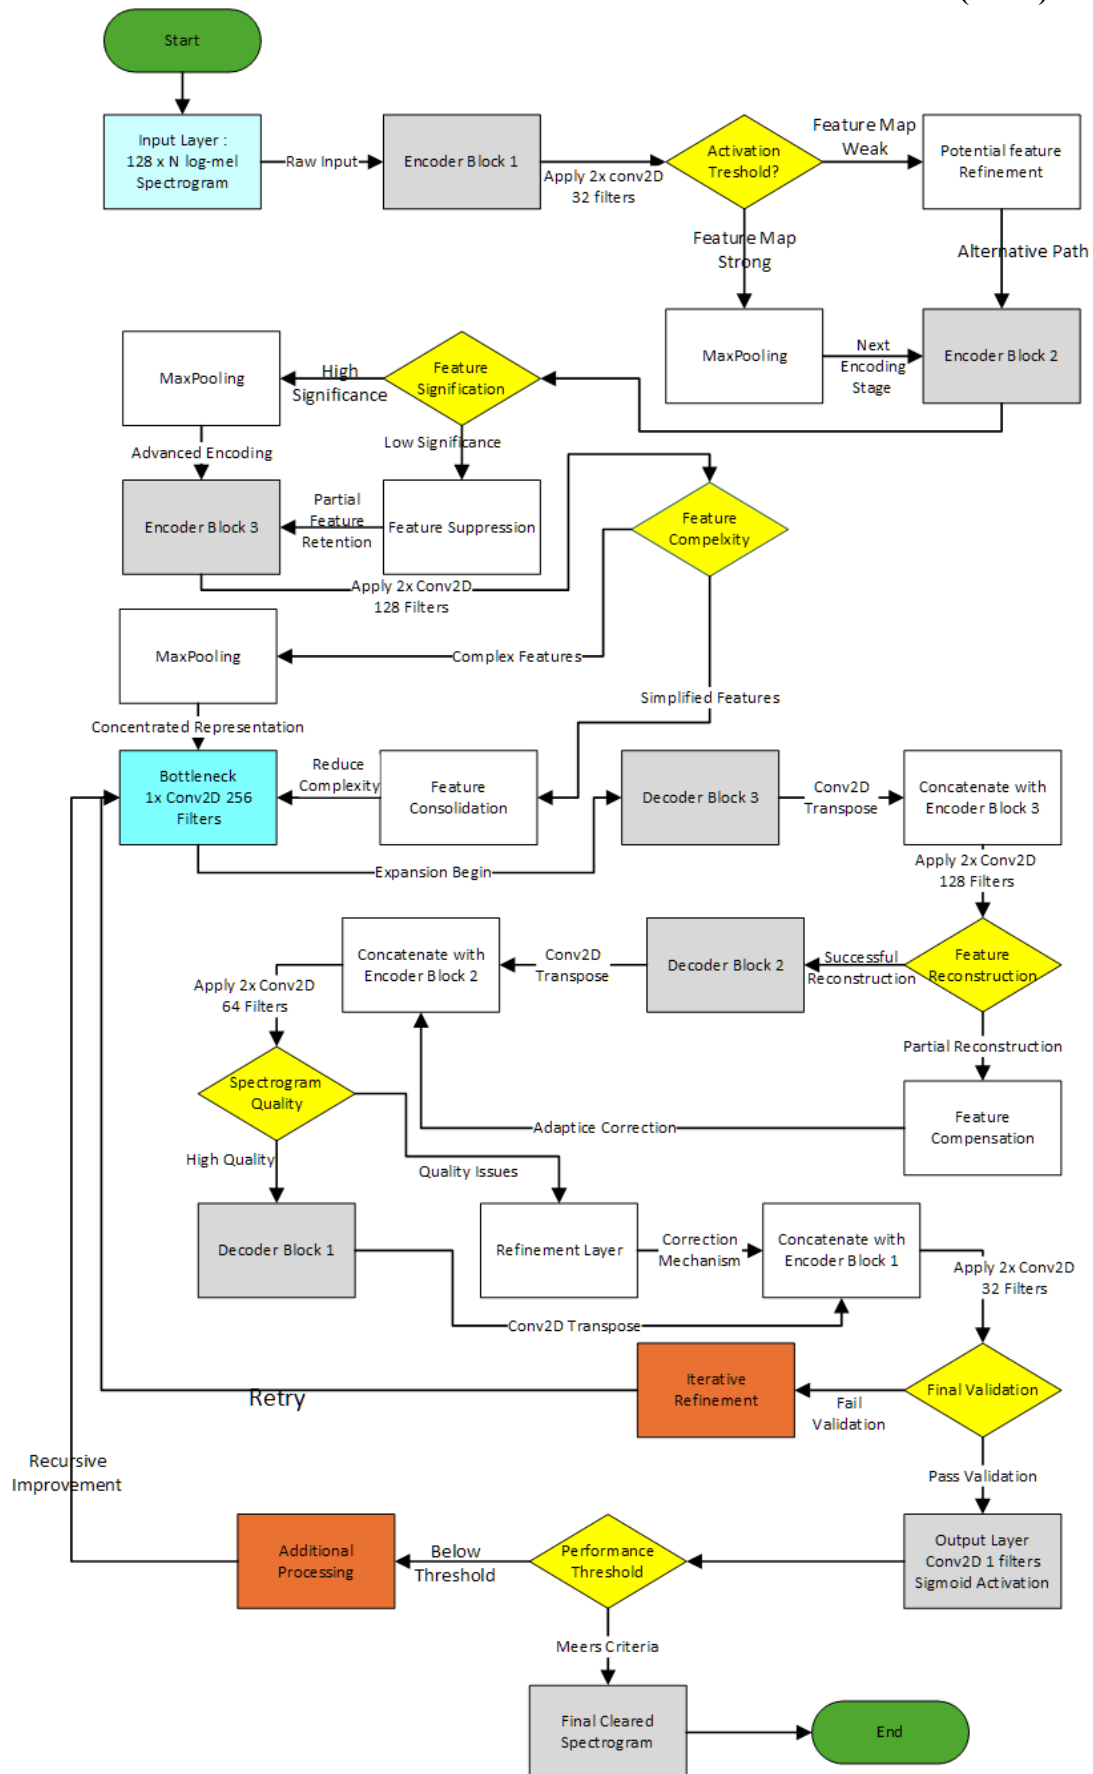 Start
Input Layer :
128 x N log-mel
Spectrogram
Raw Input
Encoder Block 1
Apply 2x conv2D
32 filters
Activation
Treshold?
Feature Map
Weak
Potential feature
Refinement
Feature Map
Strong
Alternative Path
MaxPooling
Next
Encoding
Stage
Encoder Block 2
Feature
Signification
High
Significance
MaxPooling
Low Significance
Advanced Encoding
Feature Suppression
Partial
Feature
Retention
Encoder Block 3
Apply 2x Conv2D
128 Filters
Feature
Compelxity
Complex Features
MaxPooling
Simplified Features
Concentrated Representation
Bottleneck
1x Conv2D 256
Filters
Reduce
Complexity
Feature
Consolidation
Expansion Begin
Decoder Block 3
Conv2D
Transpose
Concatenate with
Encoder Block 3
Apply 2x Conv2D
128 Filters
Feature
Reconstruction
Successful
Reconstruction
Decoder Block 2
Conv2D
Transpose
Concatenate with
Encoder Block 2
Apply 2x Conv2D
64 Filters
Partial Reconstruction
Feature
Compensation
Adaptice Correction
Spectrogram
Quality
High Quality
Quality Issues
Decoder Block 1
Refinement Layer
Correction
Mechanism
Concatenate with
Encoder Block 1
Conv2D Transpose
Apply 2x Conv2D
32 Filters
Final Validation
Fail
Validation
Iterative
Refinement
Retry
Pass Validation
Output Layer
Conv2D 1 filters
Sigmoid Activation
Performance
Threshold
Below
Threshold
Additional
Processing
Recursive
Improvement
Meers Criteria
Final Cleared
Spectrogram
End